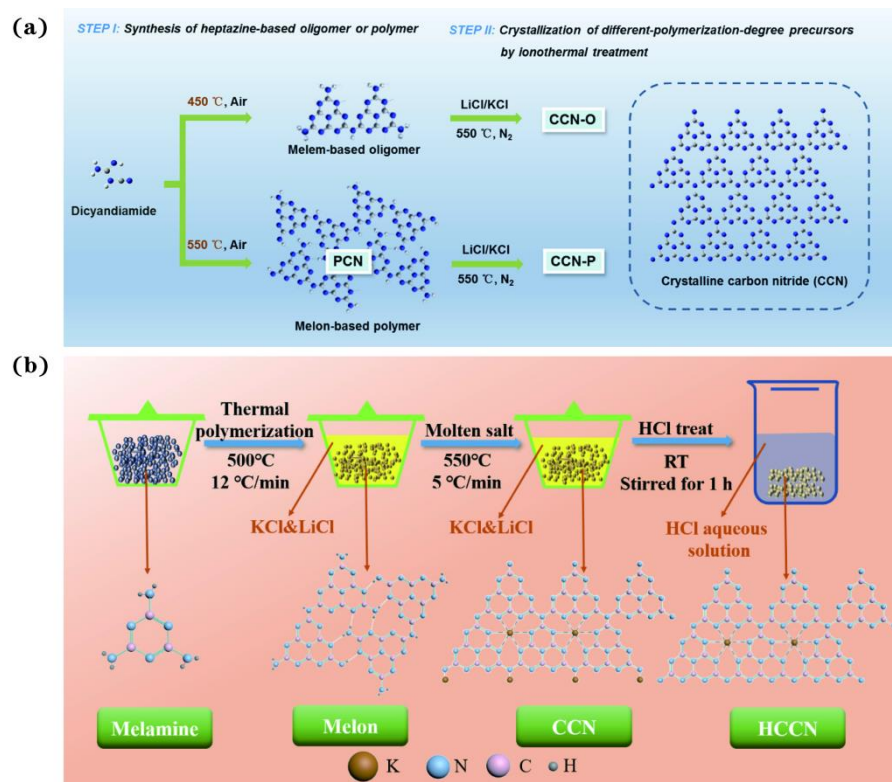 (a)
STEP I: Synthesis of heptazine-based oligomer or polymer
STEP II: Crystallization of different-polymerization-degree precursors
by ionothermal treatment
450 ℃, Air
Melem-based oligomer
LiCl/KCl
550 ℃, N₂
CCN-O
Dicyandiamide
550 ℃, Air
PCN
Melon-based polymer
LiCl/KCl
550 ℃, N₂
CCN-P
Crystalline carbon nitride (CCN)
(b)
Thermal
polymerization
500℃
12 ℃/min
KCl&LiCl
Molten salt
550℃
5 ℃/min
KCl&LiCl
HCl treat
RT
Stirred for 1 h
HCl aqueous
solution
Melamine
Melon
CCN
HCCN
K
N
C
H